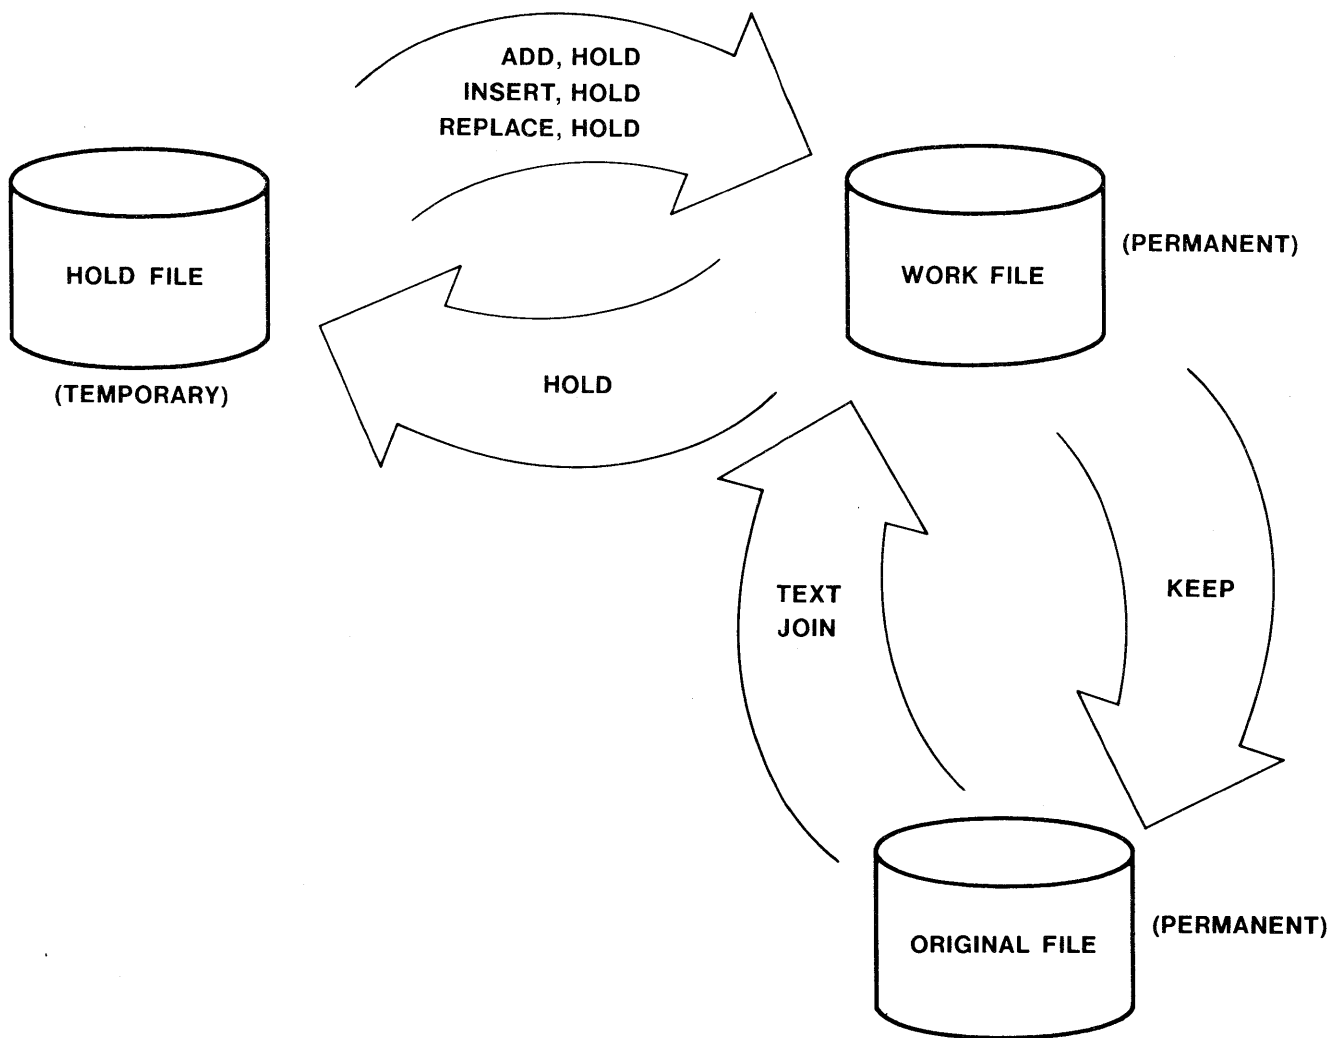 ADD, HOLD
INSERT, HOLD
REPLACE, HOLD
HOLD FILE
(TEMPORARY)
WORK FILE
(PERMANENT)
HOLD
TEXT
JOIN
KEEP
ORIGINAL FILE
(PERMANENT)